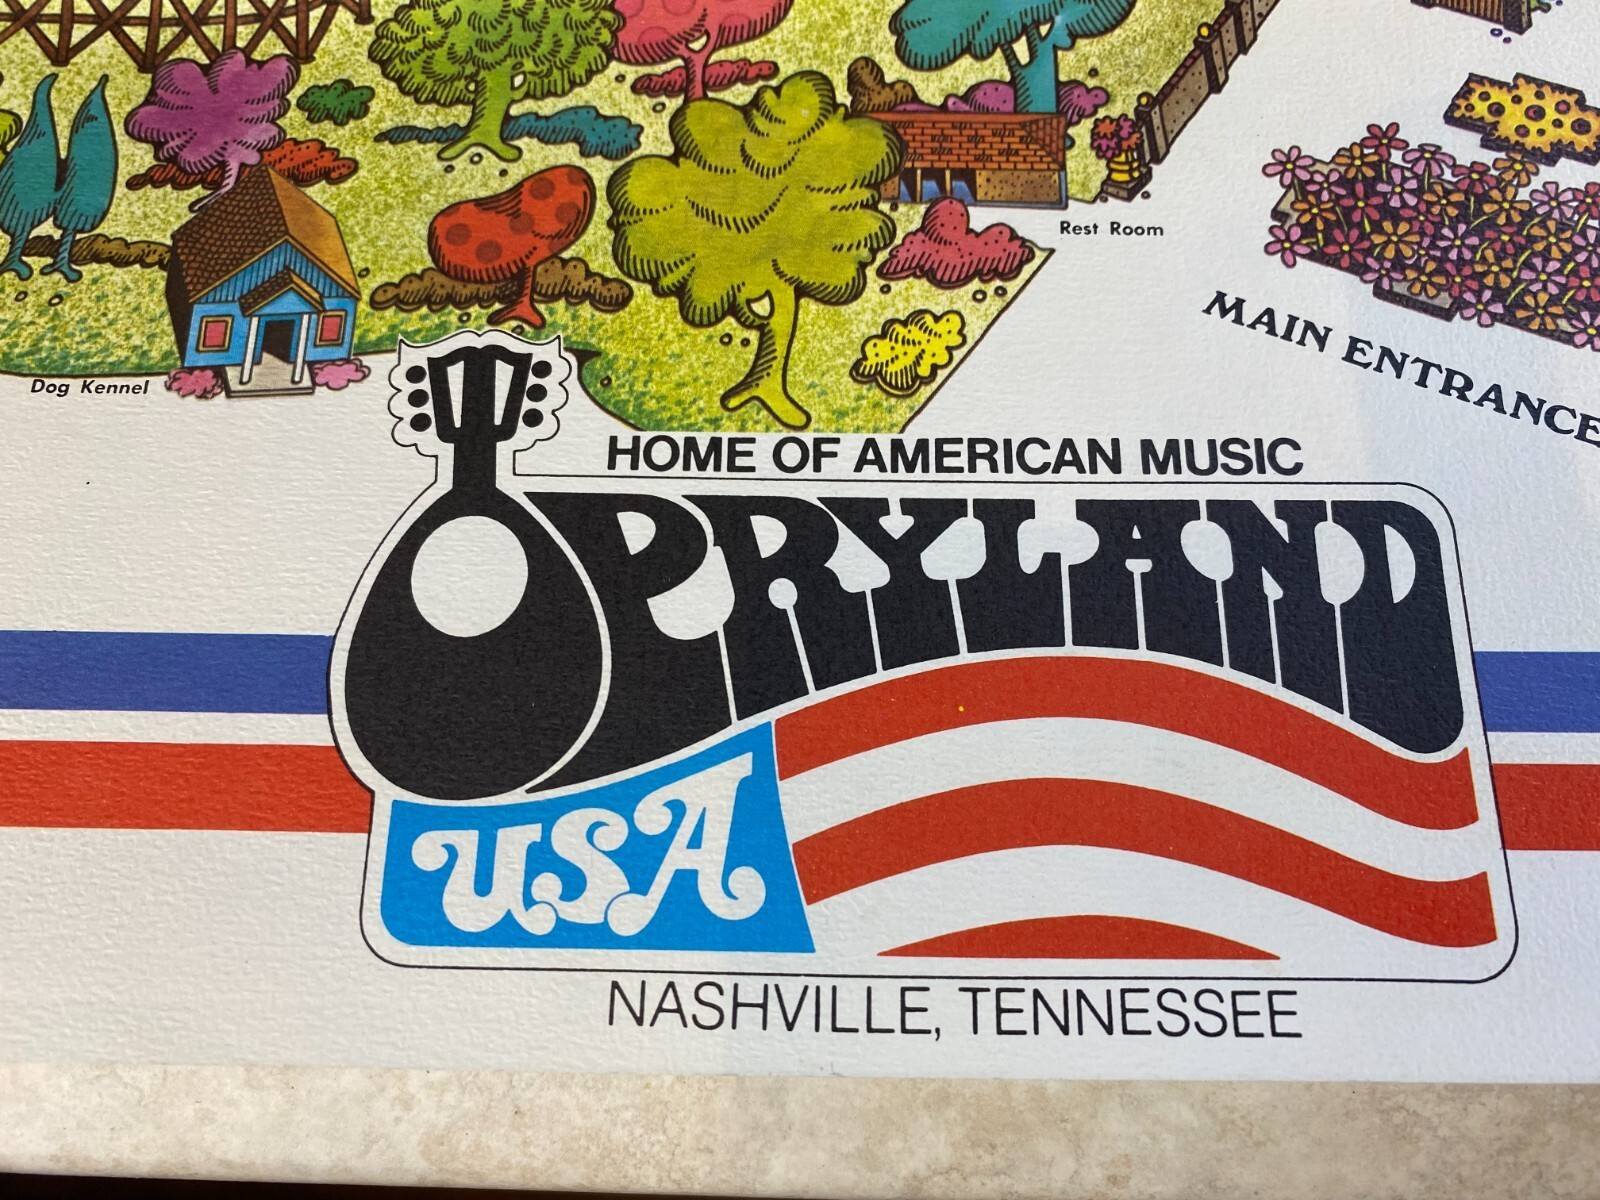 Rest Room
MAIN ENTRANCE
Dog Kennel
HOME OF AMERICAN MUSIC
OPRYLAND
USA
NASHVILLE, TENNESSEE